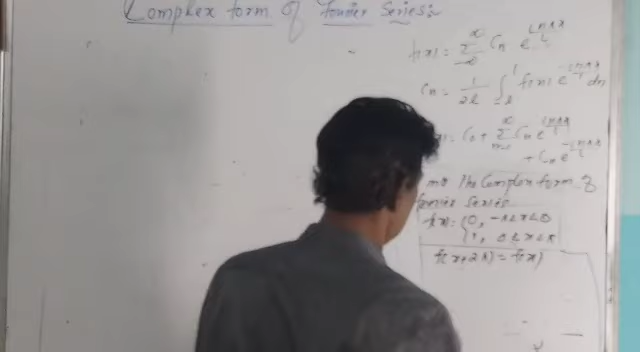 Complex form of Fourier Series:-
f(x) = ∑ Cn e^{inπx/l}
Cn = 1/2l ∫_{-l}^{l} f(x) e^{-inπx/l} dx
= C0 + ∑ Cn e^{inπx/l}
+ C-n e^{-inπx/l}
the Complex form of
Fourier Series
f(x) = {0, -π<x<0
{1, 0<x<π
f(x+2π) = f(x)